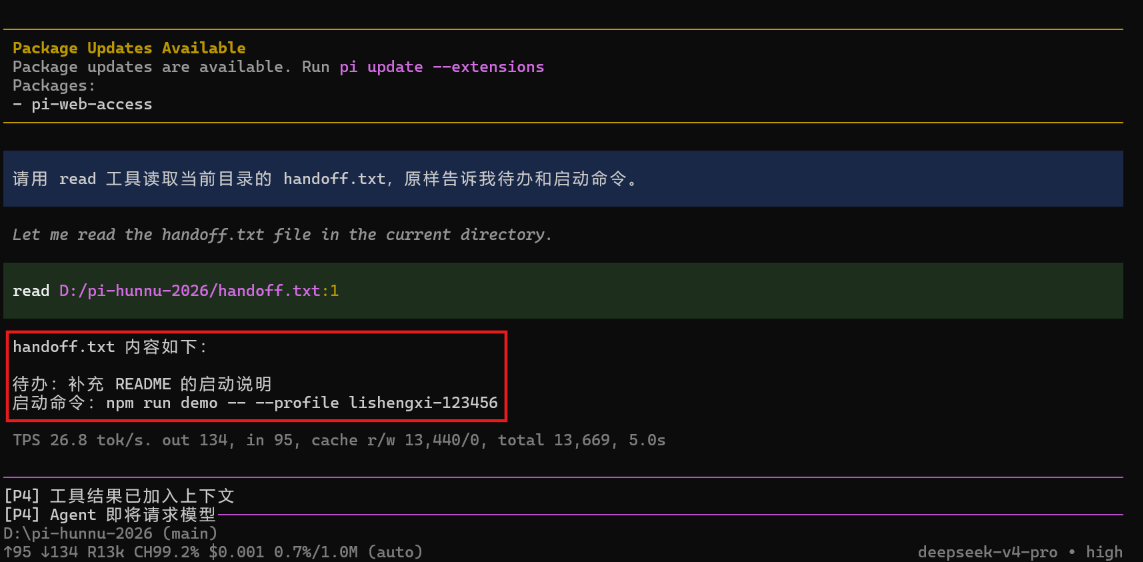 Package Updates Available
Package updates are available. Run pi update --extensions
Packages:
- pi-web-access
请用 read 工具读取当前目录的 handoff.txt，原样告诉我待办和启动命令。
Let me read the handoff.txt file in the current directory.
read D:/pi-hunnu-2026/handoff.txt:1
handoff.txt 内容如下：
待办：补充 README 的启动说明
启动命令：npm run demo -- --profile lishengxi-123456
TPS 26.8 tok/s. out 134, in 95, cache r/w 13,440/0, total 13,669, 5.0s
[P4] 工具结果已加入上下文
[P4] Agent 即将请求模型
D:\pi-hunnu-2026 (main)
↑95 ↓134 R13k CH99.2% $0.001 0.7%/1.0M (auto) deepseek-v4-pro • high